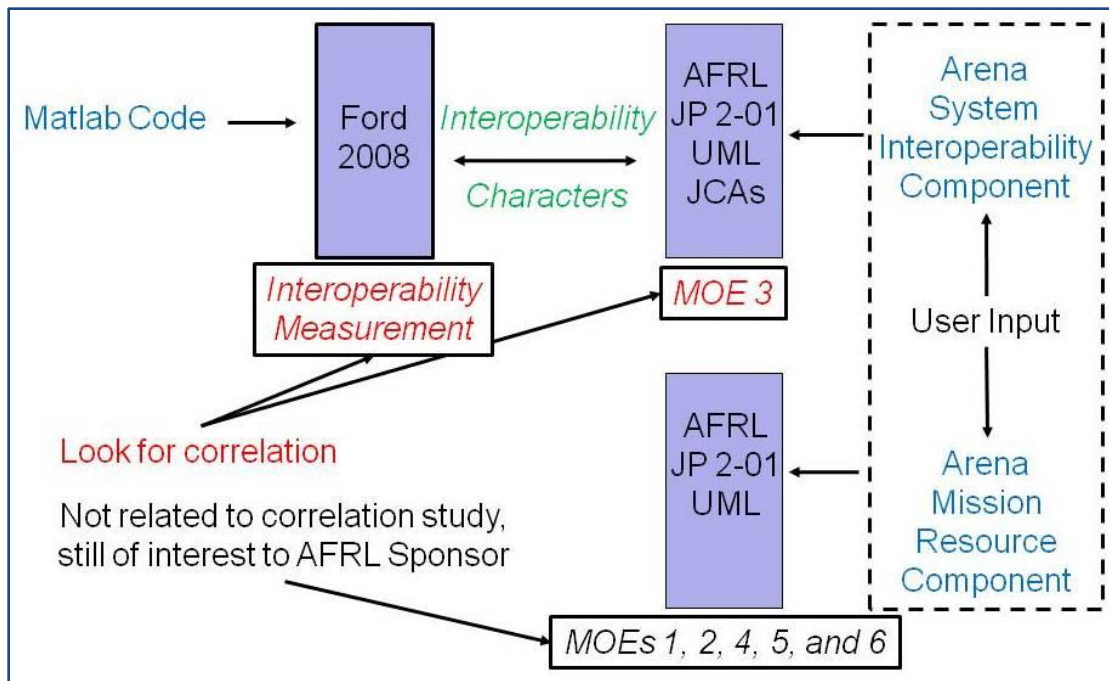 Matlab Code
Ford
2008
Interoperability
Characters
AFRL
JP 2-01
UML
JCAs
Arena
System
Interoperability
Component
Interoperability
Measurement
MOE 3
User Input
Look for correlation
Not related to correlation study,
still of interest to AFRL Sponsor
AFRL
JP 2-01
UML
Arena
Mission
Resource
Component
MOEs 1, 2, 4, 5, and 6